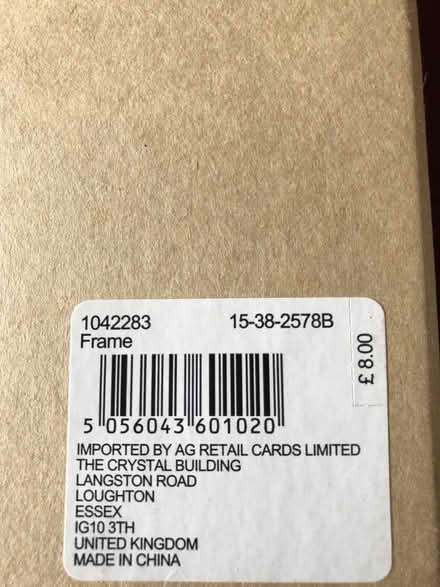 1042283 15-38-2578B
Frame
£ 8.00
5 056043 601020
IMPORTED BY AG RETAIL CARDS LIMITED
THE CRYSTAL BUILDING
LANGSTON ROAD
LOUGHTON
ESSEX
IG10 3TH
UNITED KINGDOM
MADE IN CHINA